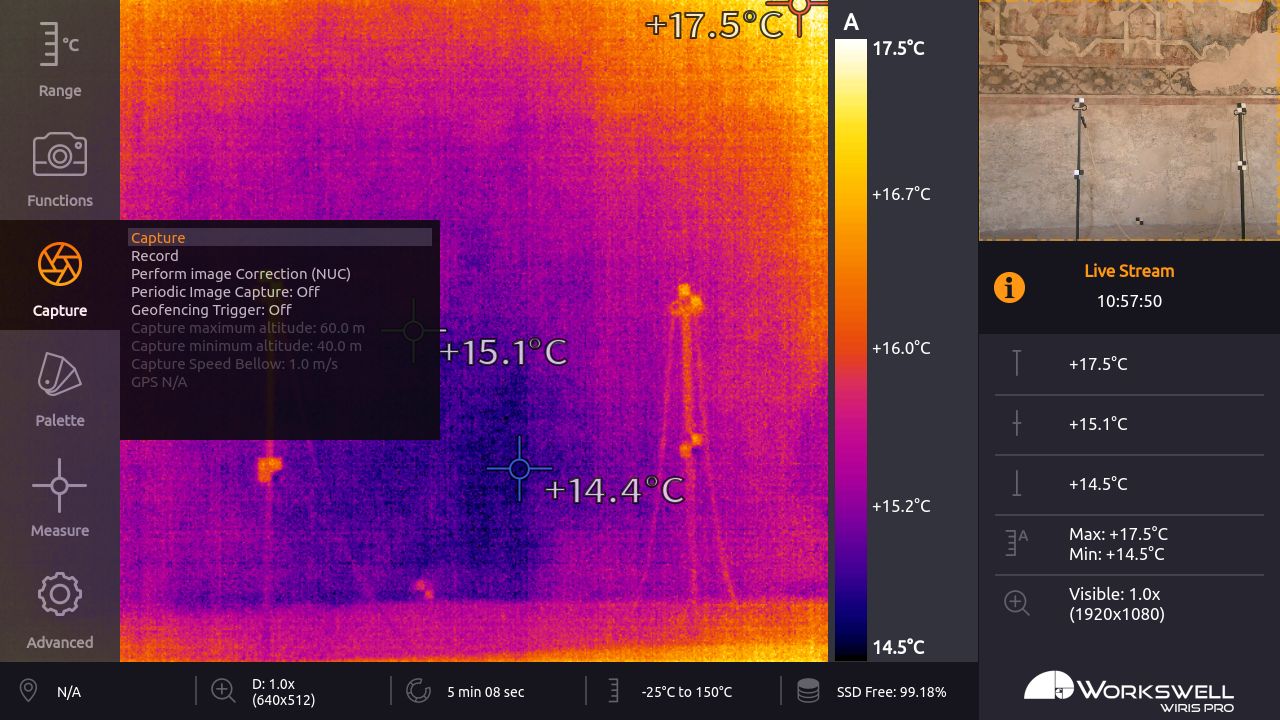 °C
Range
Functions
Capture
Palette
Measure
Advanced
Capture
Record
Perform image Correction (NUC)
Periodic Image Capture: Off
Geofencing Trigger: Off
Capture maximum altitude: 60.0 m
Capture minimum altitude: 40.0 m
Capture Speed Bellow: 1.0 m/s
GPS N/A
+17.5°C
+15.1°C
+14.4°C
A
17.5°C
+16.7°C
+16.0°C
+15.2°C
14.5°C
i
Live Stream
10:57:50
+17.5°C
+15.1°C
+14.5°C
A
Max: +17.5°C
Min: +14.5°C
Visible: 1.0x
(1920x1080)
N/A
D: 1.0x
(640x512)
5 min 08 sec
-25°C to 150°C
SSD Free: 99.18%
WORKSWELL
WIRIS PRO